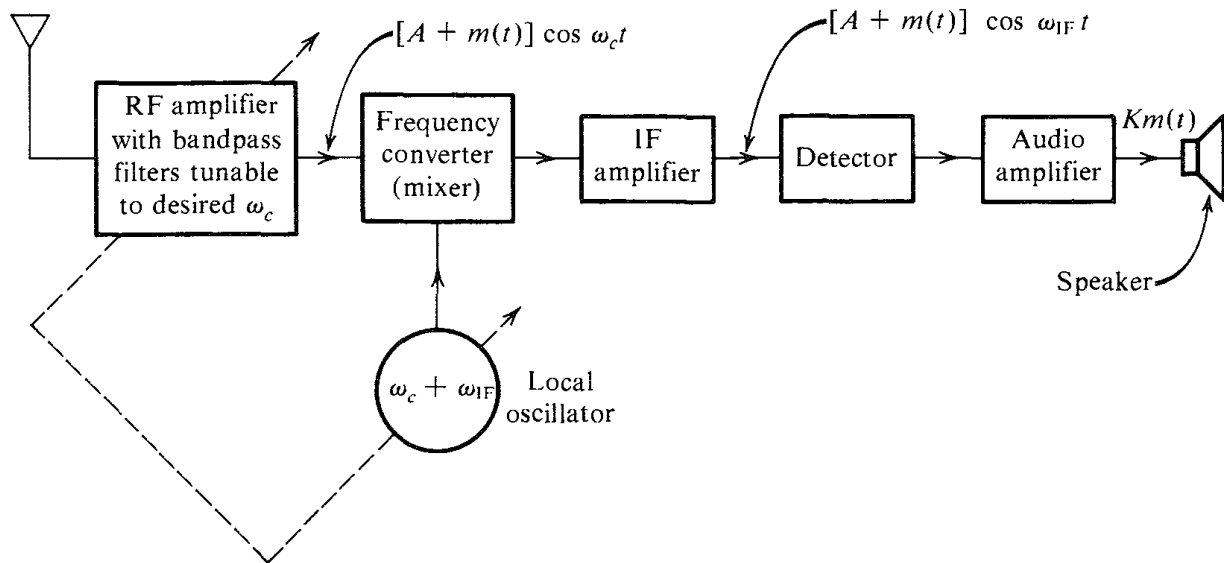 [A + m(t)] cos ω_c t
[A + m(t)] cos ω_IF t
RF amplifier
with bandpass
filters tunable
to desired ω_c
Frequency
converter
(mixer)
IF
amplifier
Detector
Audio
amplifier
Km(t)
Speaker
ω_c + ω_IF
Local
oscillator